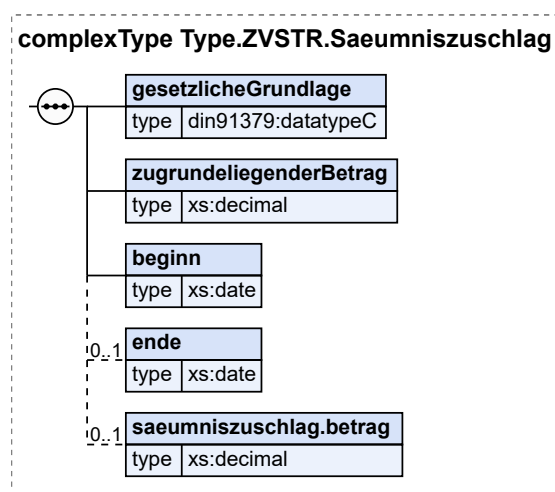 complexType Type.ZVSTR.Saeumniszuschlag
gesetzlicheGrundlage
type din91379:datatypeC
zugrundeliegenderBetrag
type xs:decimal
beginn
type xs:date
0..1 ende
type xs:date
0..1 saeumniszuschlag.betrag
type xs:decimal